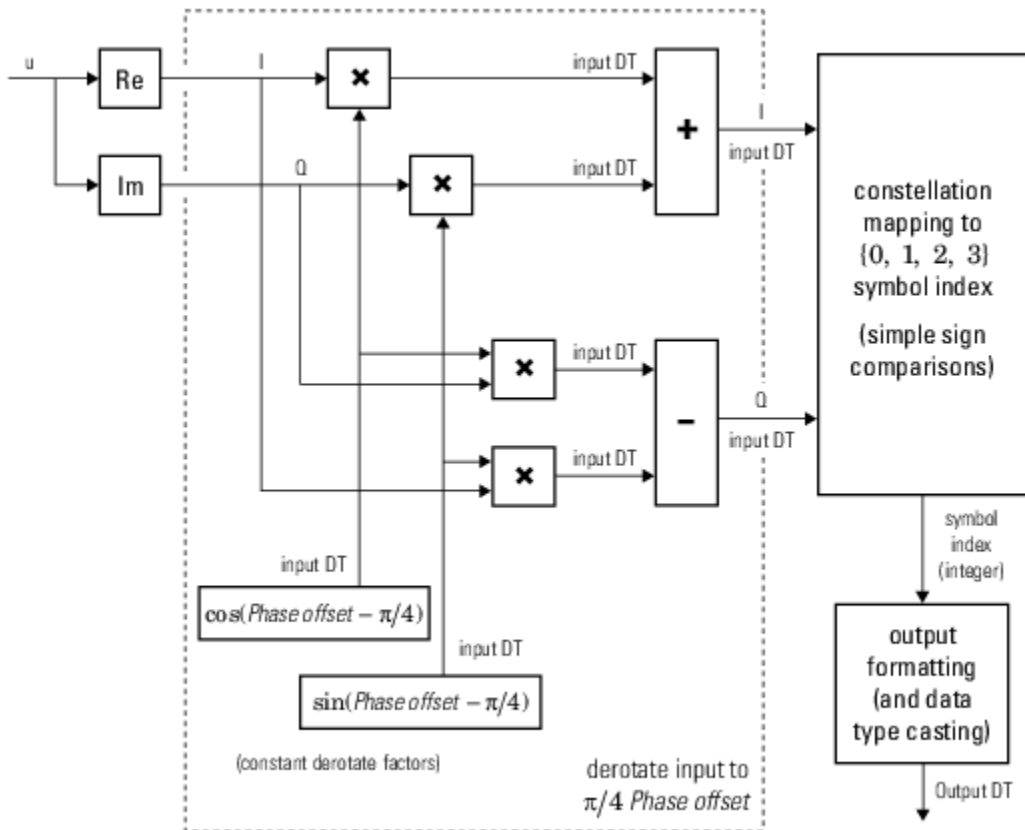 u
Re
I
×
input DT
+
I
input DT
Im
Q
×
input DT
constellation
mapping to
{0, 1, 2, 3}
symbol index
(simple sign
comparisons)
×
input DT
−
Q
input DT
×
input DT
input DT
cos(Phase offset − π/4)
input DT
sin(Phase offset − π/4)
(constant derotate factors)
derotate input to
π/4 Phase offset
symbol
index
(integer)
output
formatting
(and data
type casting)
Output DT